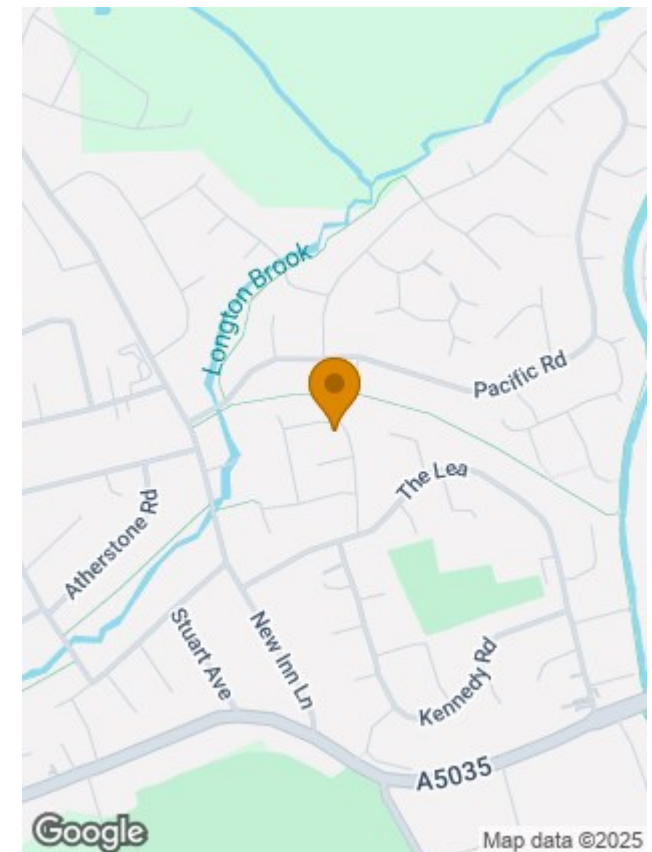 Longton Brook
Pacific Rd
The Lea
Atherstone Rd
Stuart Ave
New Inn Ln
Kennedy Rd
A5035
Google
Map data ©2025